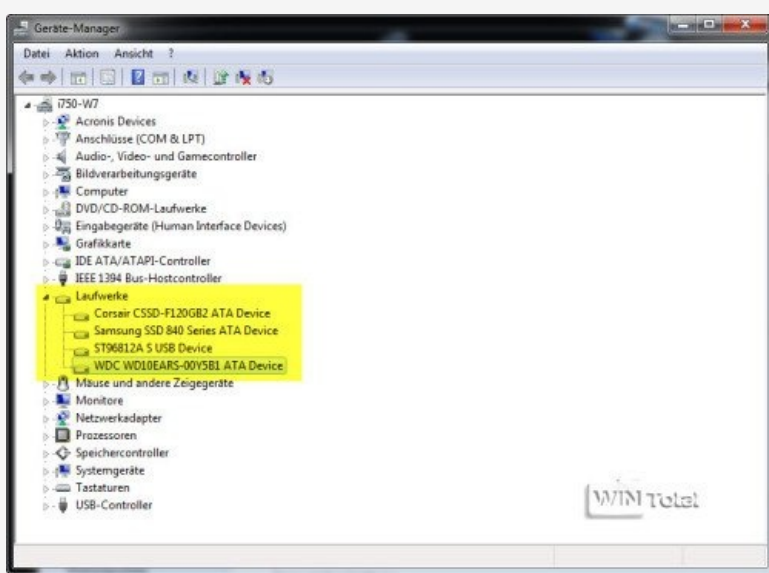 Geräte-Manager
Datei Aktion Ansicht ?
i750-W7
Acronis Devices
Anschlüsse (COM & LPT)
Audio-, Video- und Gamecontroller
Bildverarbeitungsgeräte
Computer
DVD/CD-ROM-Laufwerke
Eingabegeräte (Human Interface Devices)
Grafikkarte
IDE ATA/ATAPI-Controller
IEEE 1394 Bus-Hostcontroller
Laufwerke
Corsair CSSD-F120GB2 ATA Device
Samsung SSD 840 Series ATA Device
ST96812A S USB Device
WDC WD10EARS-00Y5B1 ATA Device
Mäuse und andere Zeigegeräte
Monitore
Netzwerkadapter
Prozessoren
Speichercontroller
Systemgeräte
Tastaturen
USB-Controller
WIN Total